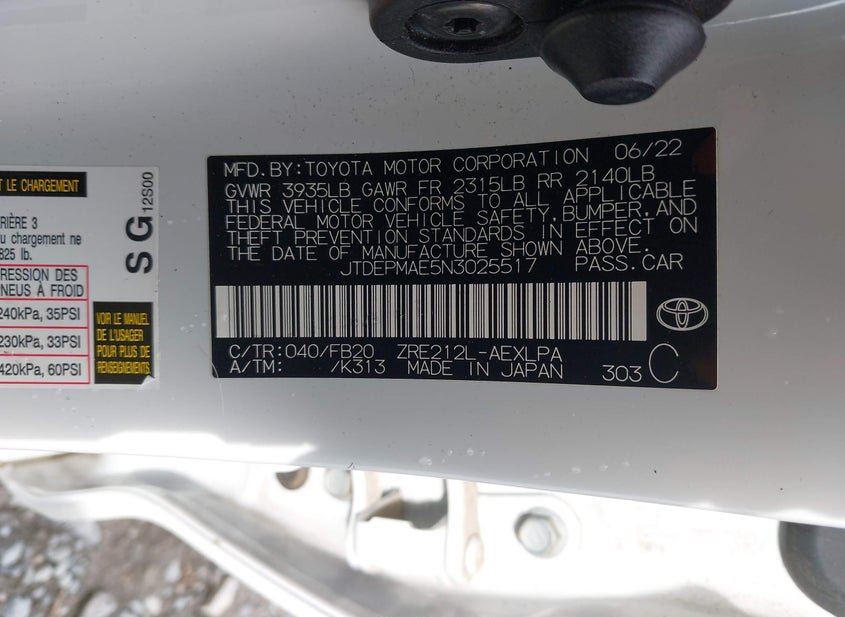 T LE CHARGEMENT
RIÈRE 3
u chargement ne
825 lb.
RESSION DES
NEUS À FROID
240kPa, 35PSI
230kPa, 33PSI
420kPa, 60PSI
SG
12S00
VOIR LE MANUEL
DE L'USAGER
POUR PLUS DE
RENSEIGNEMENTS
MFD.BY:TOYOTA MOTOR CORPORATION 06/22
GVWR 3935LB GAWR FR 2315LB RR 2140LB
THIS VEHICLE CONFORMS TO ALL APPLICABLE
FEDERAL MOTOR VEHICLE SAFETY,BUMPER,AND
THEFT PREVENTION STANDARDS IN EFFECT ON
THE DATE OF MANUFACTURE SHOWN ABOVE.
JTDEPMAE5N3025517 PASS.CAR
C/TR:040/FB20 ZRE212L-AEXLPA
A/TM: /K313 MADE IN JAPAN 303 C